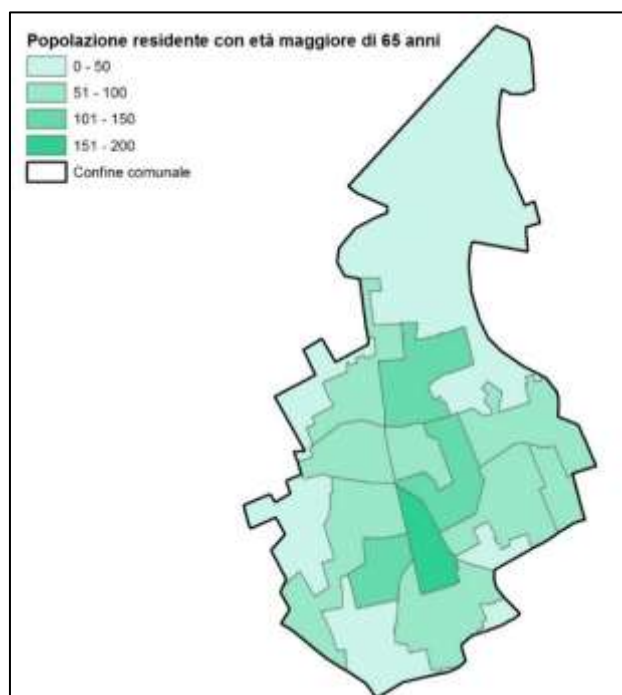 Popolazione residente con età maggiore di 65 anni
0 - 50
51 - 100
101 - 150
151 - 200
Confine comunale